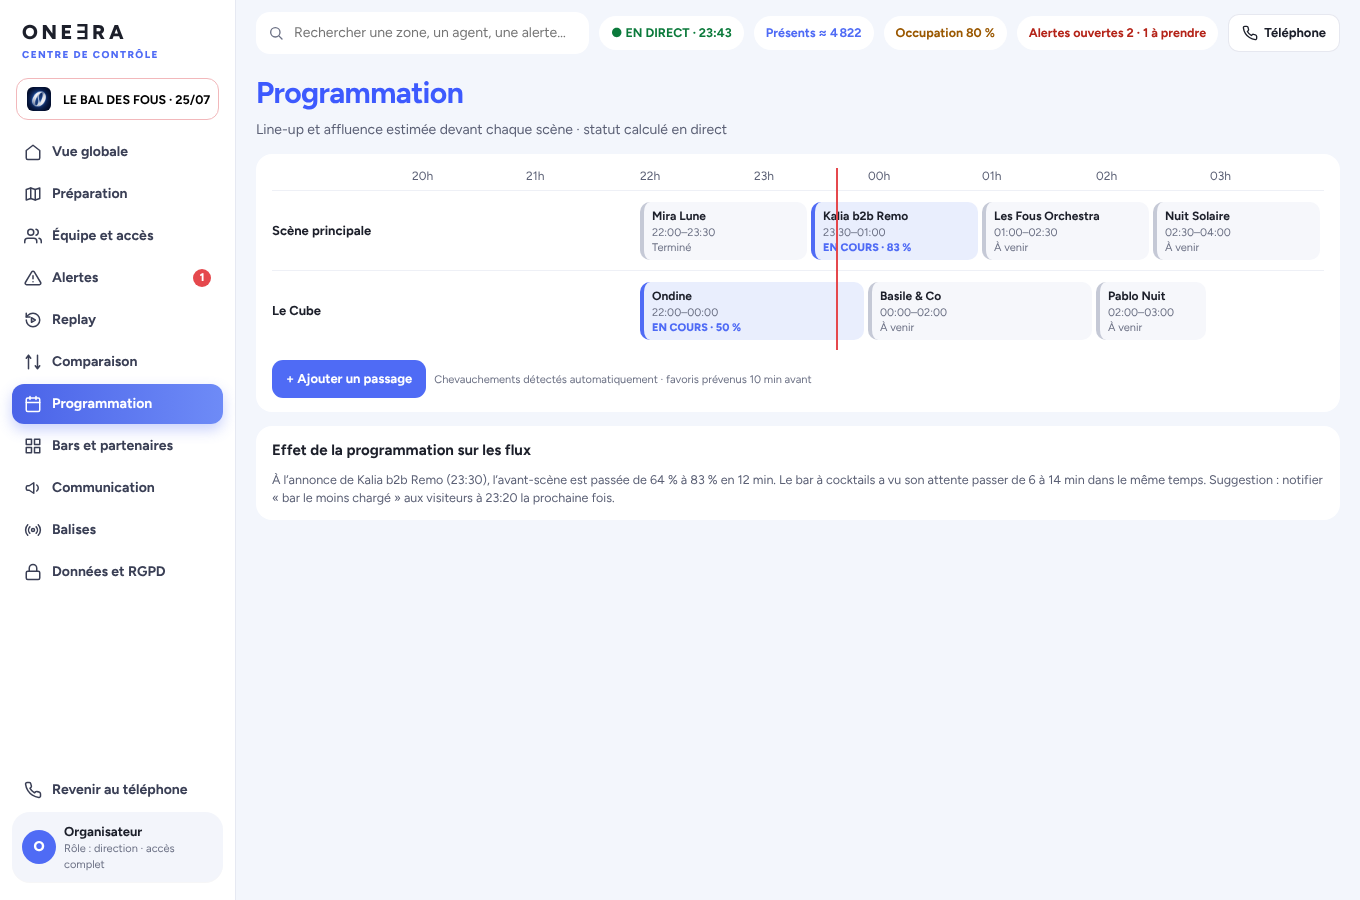 ONEƎRA
CENTRE DE CONTRÔLE
LE BAL DES FOUS · 25/07
Vue globale
Préparation
Équipe et accès
Alertes
1
Replay
Comparaison
Programmation
Bars et partenaires
Communication
Balises
Données et RGPD
Revenir au téléphone
O
Organisateur
Rôle : direction · accès
complet
Rechercher une zone, un agent, une alerte...
EN DIRECT · 23:43
Présents ≈ 4 822
Occupation 80 %
Alertes ouvertes 2 · 1 à prendre
Téléphone
Programmation
Line-up et affluence estimée devant chaque scène · statut calculé en direct
20h 21h 22h 23h 00h 01h 02h 03h
Scène principale
Mira Lune
22:00–23:30
Terminé
Kalia b2b Remo
23:30–01:00
EN COURS · 83 %
Les Fous Orchestra
01:00–02:30
À venir
Nuit Solaire
02:30–04:00
À venir
Le Cube
Ondine
22:00–00:00
EN COURS · 50 %
Basile & Co
00:00–02:00
À venir
Pablo Nuit
02:00–03:00
À venir
+ Ajouter un passage
Chevauchements détectés automatiquement · favoris prévenus 10 min avant
Effet de la programmation sur les flux
À l’annonce de Kalia b2b Remo (23:30), l’avant-scène est passée de 64 % à 83 % en 12 min. Le bar à cocktails a vu son attente passer de 6 à 14 min dans le même temps. Suggestion : notifier
« bar le moins chargé » aux visiteurs à 23:20 la prochaine fois.